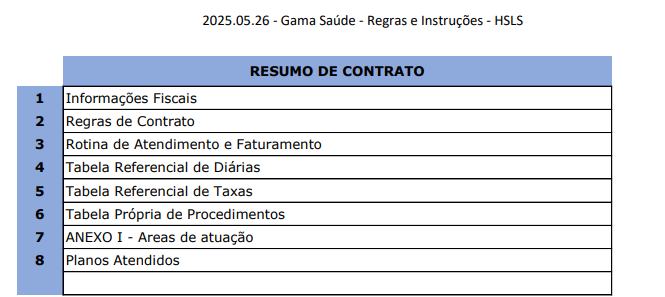 2025.05.26 - Gama Saúde - Regras e Instruções - HSLS
RESUMO DE CONTRATO
1 Informações Fiscais
2 Regras de Contrato
3 Rotina de Atendimento e Faturamento
4 Tabela Referencial de Diárias
5 Tabela Referencial de Taxas
6 Tabela Própria de Procedimentos
7 ANEXO I - Areas de atuação
8 Planos Atendidos